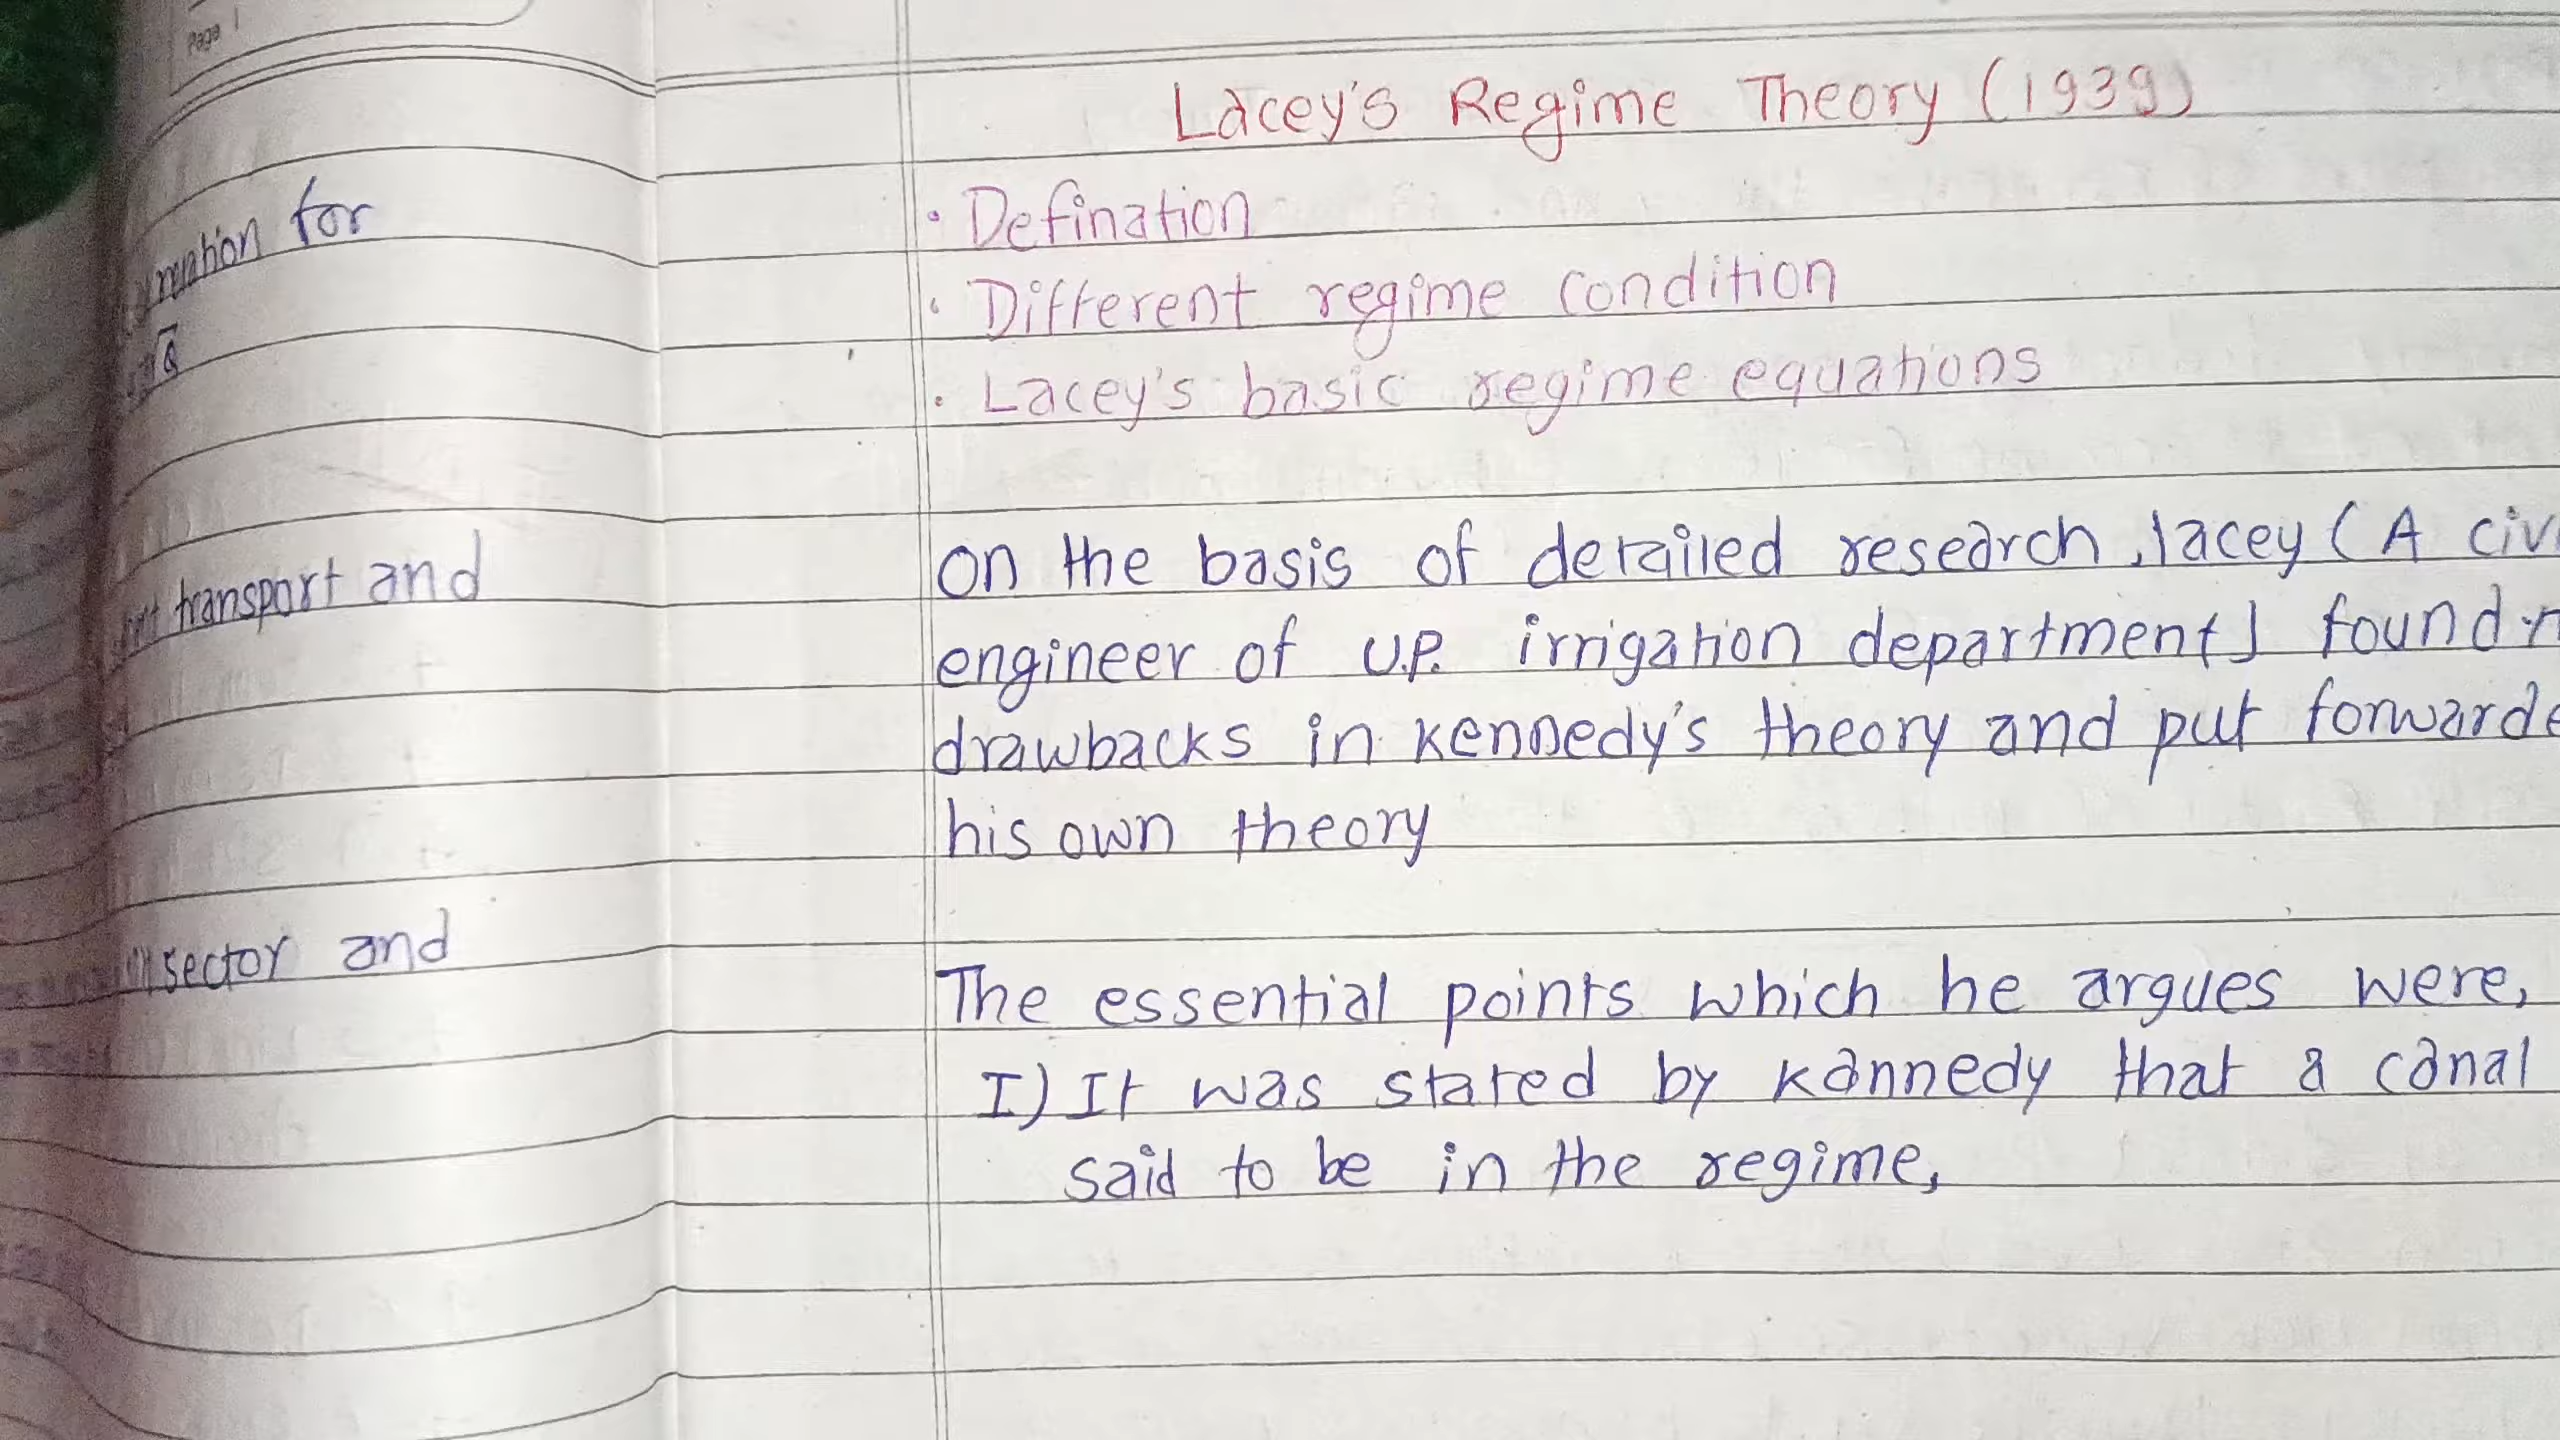 Page 1
for
transport and
sector and
Lacey's Regime Theory (1939)
• Defination
• Different regime condition
• Lacey's basic regime equations
on the basis of detailed research, lacey ( A
engineer of U.P. irrigation department) found
drawbacks in kennedy's theory and put
his own theory
The essential points which he argues were,
I) It was stated by kannedy that a canal
said to be in the regime,